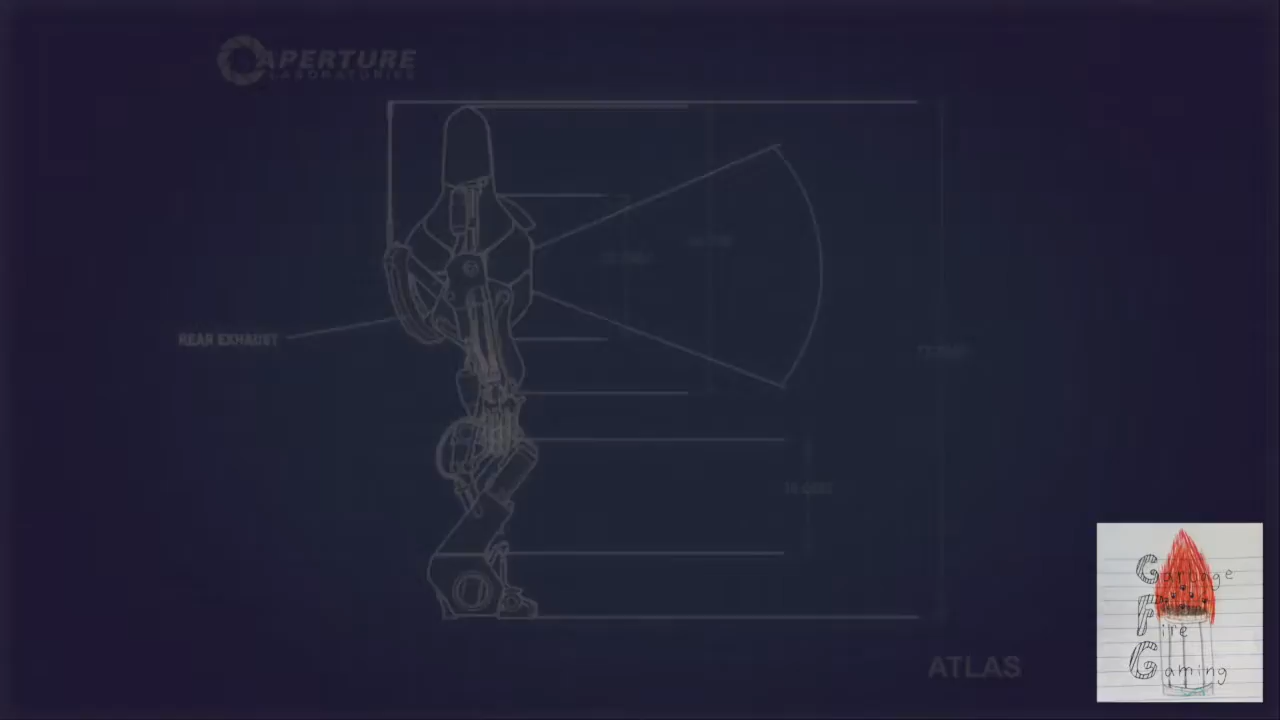 APERTURE
LABORATORIES
REAR EXHAUST
ATLAS
Garbage
Fire
Gaming